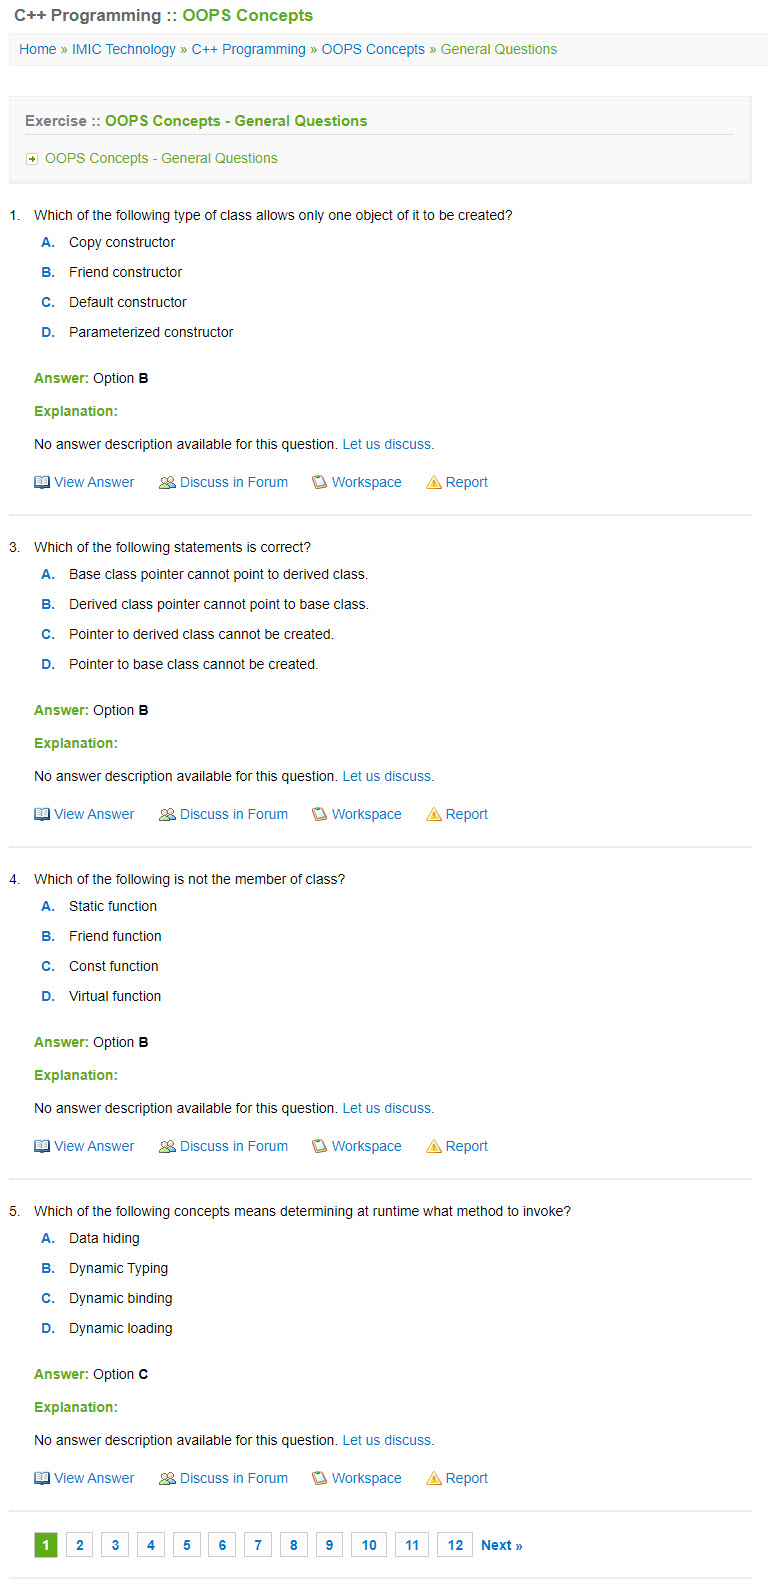 C++ Programming :: OOPS Concepts
Home » IMIC Technology » C++ Programming » OOPS Concepts » General Questions
Exercise :: OOPS Concepts - General Questions
OOPS Concepts - General Questions
1. Which of the following type of class allows only one object of it to be created?
A. Copy constructor
B. Friend constructor
C. Default constructor
D. Parameterized constructor
Answer: Option B
Explanation:
No answer description available for this question. Let us discuss.
View Answer Discuss in Forum Workspace Report
3. Which of the following statements is correct?
A. Base class pointer cannot point to derived class.
B. Derived class pointer cannot point to base class.
C. Pointer to derived class cannot be created.
D. Pointer to base class cannot be created.
Answer: Option B
Explanation:
No answer description available for this question. Let us discuss.
View Answer Discuss in Forum Workspace Report
4. Which of the following is not the member of class?
A. Static function
B. Friend function
C. Const function
D. Virtual function
Answer: Option B
Explanation:
No answer description available for this question. Let us discuss.
View Answer Discuss in Forum Workspace Report
5. Which of the following concepts means determining at runtime what method to invoke?
A. Data hiding
B. Dynamic Typing
C. Dynamic binding
D. Dynamic loading
Answer: Option C
Explanation:
No answer description available for this question. Let us discuss.
View Answer Discuss in Forum Workspace Report
1 2 3 4 5 6 7 8 9 10 11 12 Next »